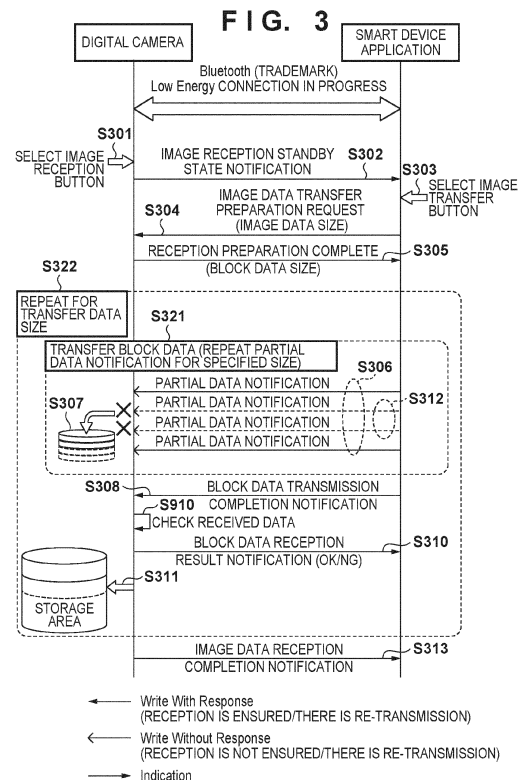 FIG. 3
DIGITAL CAMERA
SMART DEVICE
APPLICATION
Bluetooth (TRADEMARK)
Low Energy CONNECTION IN PROGRESS
S301
SELECT IMAGE
RECEPTION
BUTTON
IMAGE RECEPTION STANDBY
STATE NOTIFICATION
S302
S303
SELECT IMAGE
TRANSFER
BUTTON
IMAGE DATA TRANSFER
PREPARATION REQUEST
(IMAGE DATA SIZE)
S304
RECEPTION PREPARATION COMPLETE
(BLOCK DATA SIZE)
S305
S322
REPEAT FOR
TRANSFER DATA
SIZE
S321
TRANSFER BLOCK DATA (REPEAT PARTIAL
DATA NOTIFICATION FOR SPECIFIED SIZE)
S306
PARTIAL DATA NOTIFICATION
PARTIAL DATA NOTIFICATION
S312
S307
PARTIAL DATA NOTIFICATION
PARTIAL DATA NOTIFICATION
S308
BLOCK DATA TRANSMISSION
COMPLETION NOTIFICATION
S910
CHECK RECEIVED DATA
BLOCK DATA RECEPTION
RESULT NOTIFICATION (OK/NG)
S310
S311
STORAGE
AREA
IMAGE DATA RECEPTION
COMPLETION NOTIFICATION
S313
Write With Response
(RECEPTION IS ENSURED/THERE IS RE-TRANSMISSION)
Write Without Response
(RECEPTION IS NOT ENSURED/THERE IS RE-TRANSMISSION)
Indication